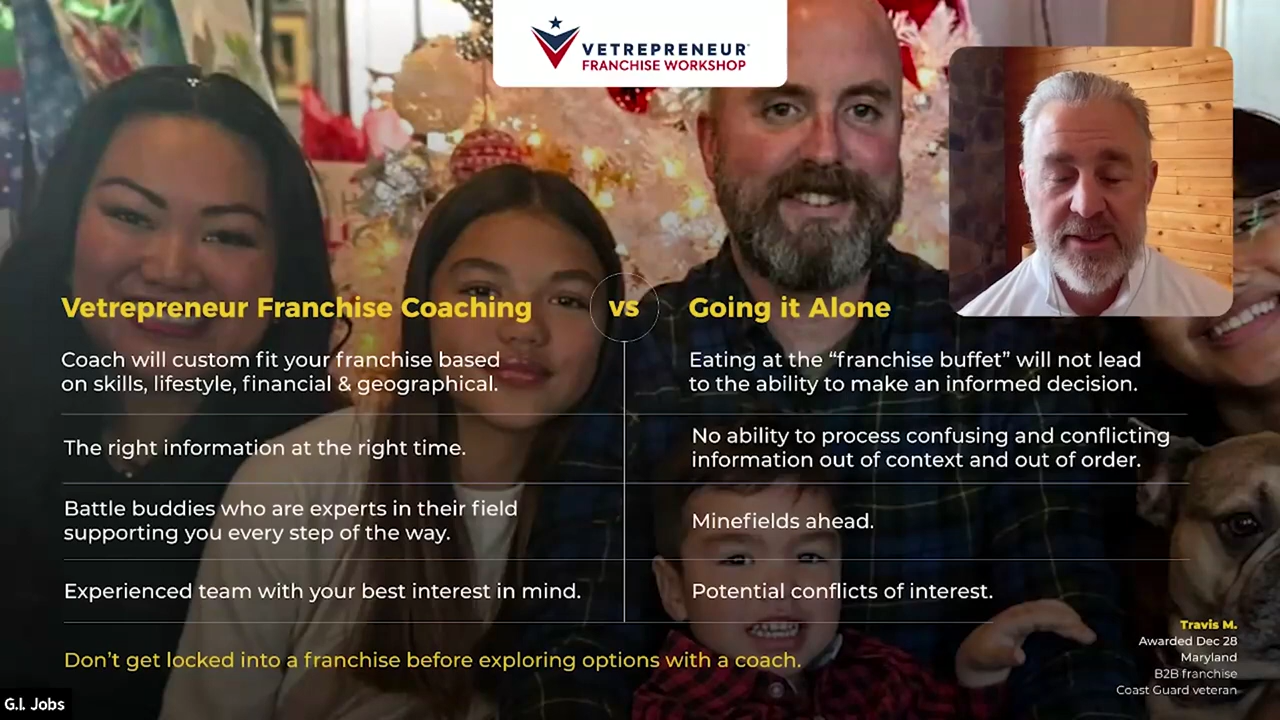 VETREPRENEUR
FRANCHISE WORKSHOP
Vetrepreneur Franchise Coaching
VS
Going it Alone
Coach will custom fit your franchise based
on skills, lifestyle, financial & geographical.
Eating at the “franchise buffet” will not lead
to the ability to make an informed decision.
The right information at the right time.
No ability to process confusing and conflicting
information out of context and out of order.
Battle buddies who are experts in their field
supporting you every step of the way.
Minefields ahead.
Experienced team with your best interest in mind.
Potential conflicts of interest.
Don’t get locked into a franchise before exploring options with a coach.
Travis M.
Awarded Dec 28
Maryland
B2B franchise
Coast Guard veteran
G.I. Jobs